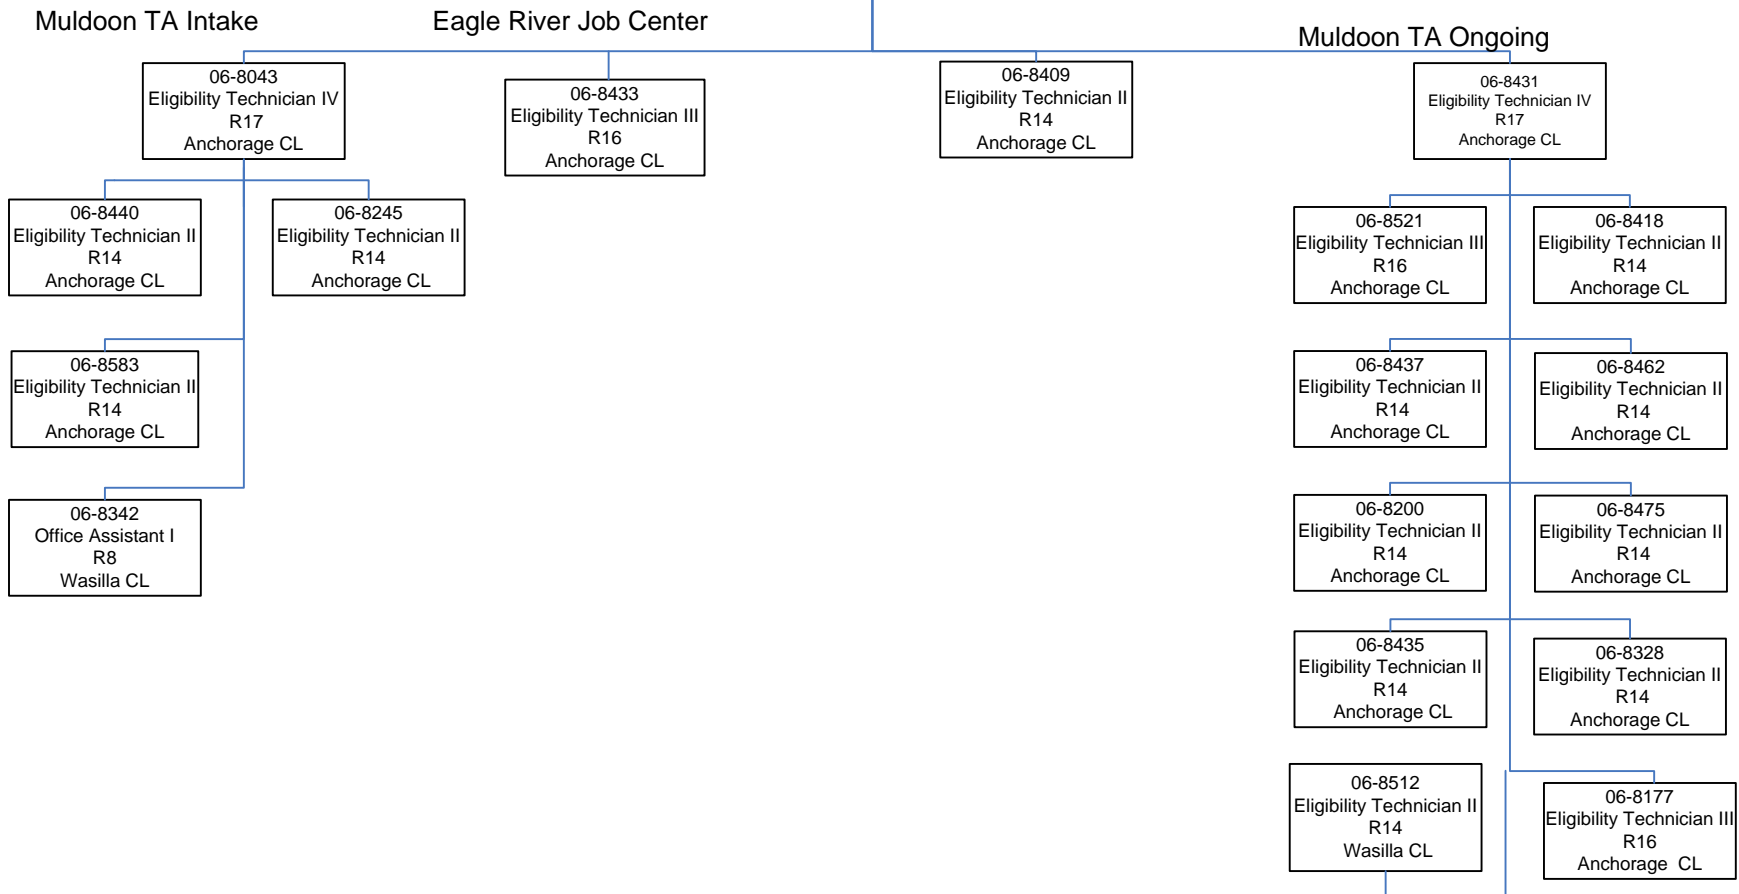 Muldoon TA Intake
Eagle River Job Center
Muldoon TA Ongoing
06-8043
Eligibility Technician IV
R17
Anchorage CL
06-8433
Eligibility Technician III
R16
Anchorage CL
06-8409
Eligibility Technician II
R14
Anchorage CL
06-8431
Eligibility Technician IV
R17
Anchorage CL
06-8440
Eligibility Technician II
R14
Anchorage CL
06-8245
Eligibility Technician II
R14
Anchorage CL
06-8521
Eligibility Technician III
R16
Anchorage CL
06-8418
Eligibility Technician II
R14
Anchorage CL
06-8583
Eligibility Technician II
R14
Anchorage CL
06-8437
Eligibility Technician II
R14
Anchorage CL
06-8462
Eligibility Technician II
R14
Anchorage CL
06-8342
Office Assistant I
R8
Wasilla CL
06-8200
Eligibility Technician II
R14
Anchorage CL
06-8475
Eligibility Technician II
R14
Anchorage CL
06-8435
Eligibility Technician II
R14
Anchorage CL
06-8328
Eligibility Technician II
R14
Anchorage CL
06-8512
Eligibility Technician II
R14
Wasilla CL
06-8177
Eligibility Technician III
R16
Anchorage  CL